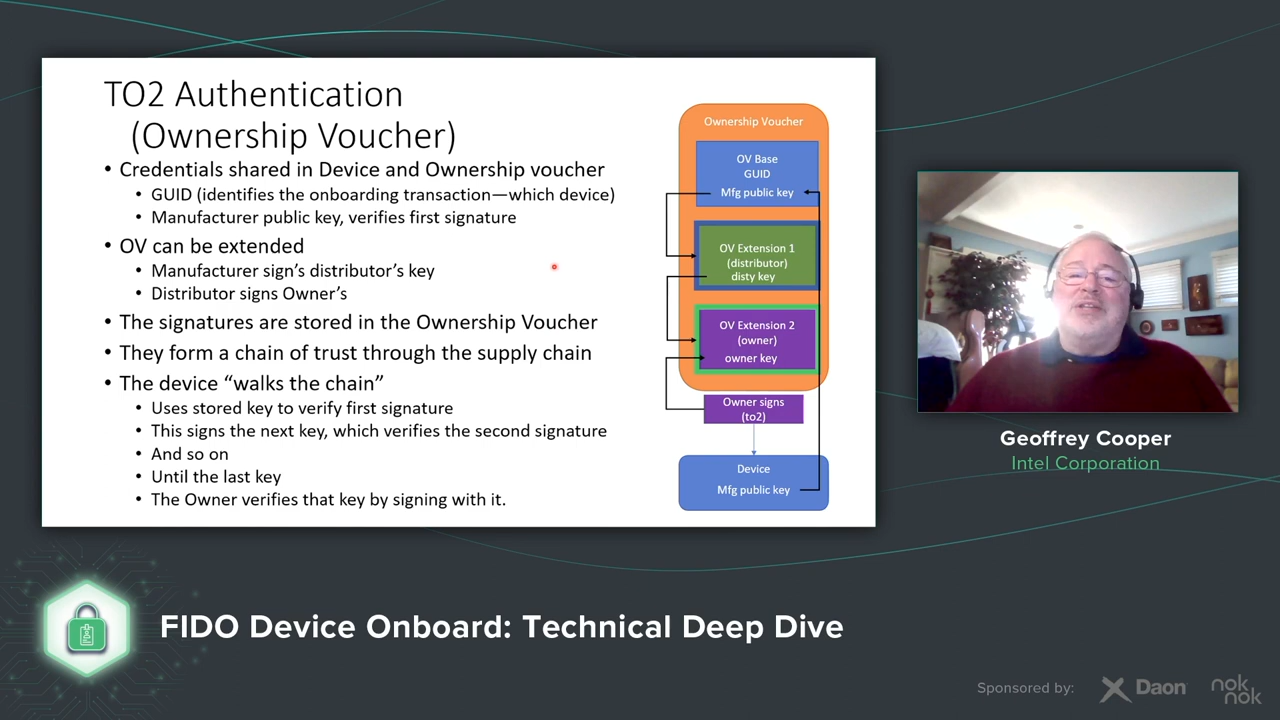 TO2 Authentication
(Ownership Voucher)
• Credentials shared in Device and Ownership voucher
• GUID (identifies the onboarding transaction—which device)
• Manufacturer public key, verifies first signature
• OV can be extended
• Manufacturer sign's distributor's key
• Distributor signs Owner's
• The signatures are stored in the Ownership Voucher
• They form a chain of trust through the supply chain
• The device “walks the chain”
• Uses stored key to verify first signature
• This signs the next key, which verifies the second signature
• And so on
• Until the last key
• The Owner verifies that key by signing with it.
Ownership Voucher
OV Base
GUID
Mfg public key
OV Extension 1
(distributor)
disty key
OV Extension 2
(owner)
owner key
Owner signs
(to2)
Device
Mfg public key
Geoffrey Cooper
Intel Corporation
FIDO Device Onboard: Technical Deep Dive
Sponsored by:
Daon
nok
nok